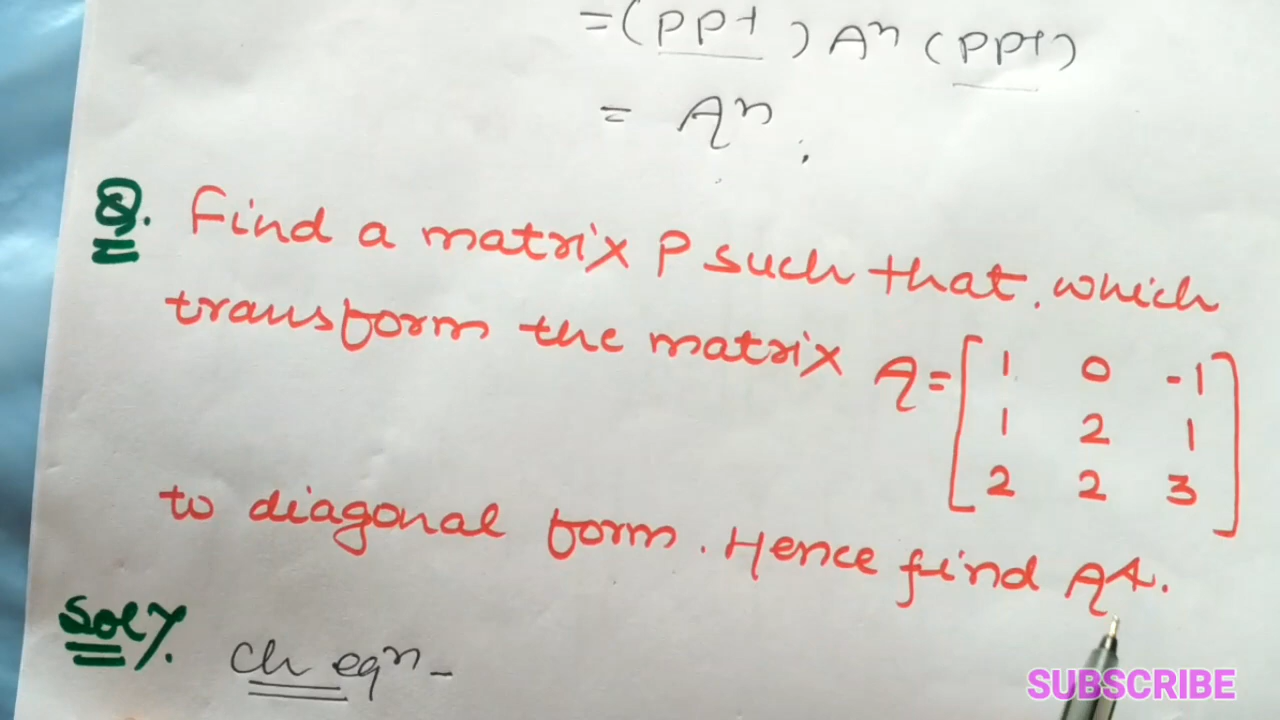 =(PP-1)Aⁿ(PP-1)
= Aⁿ.
Q. Find a matrix P such that. which
transform the matrix A=[1 0 -1
1 2 1
2 2 3]
to diagonal form. Hence find A⁴.
Solⁿ. Ch eqⁿ -
SUBSCRIBE